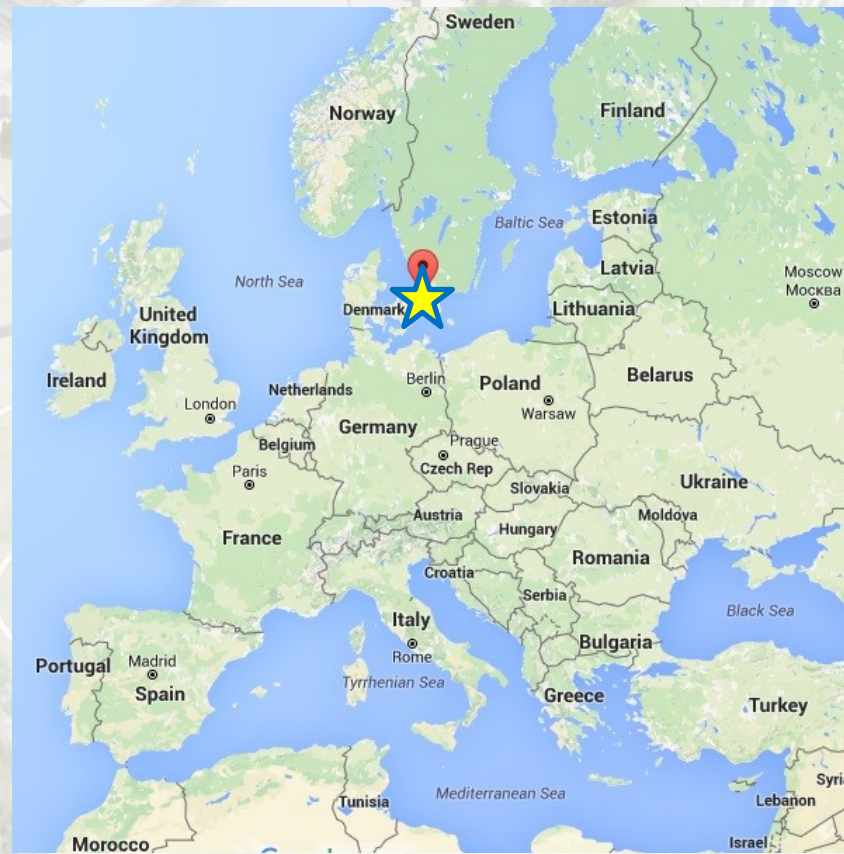 Sweden
Norway
Finland
Baltic Sea
Estonia
North Sea
Latvia
Moscow
Москва
Denmark
Lithuania
United
Kingdom
Ireland
Netherlands
Berlin
Poland
Belarus
London
Warsaw
Germany
Belgium
Prague
Paris
Czech Rep
Ukraine
Slovakia
Austria
Moldova
France
Hungary
Romania
Croatia
Serbia
Black Sea
Italy
Bulgaria
Rome
Portugal
Madrid
Spain
Tyrrhenian Sea
Greece
Turkey
Syri
Mediterranean Sea
Tunisia
Lebanon
Morocco
Israel